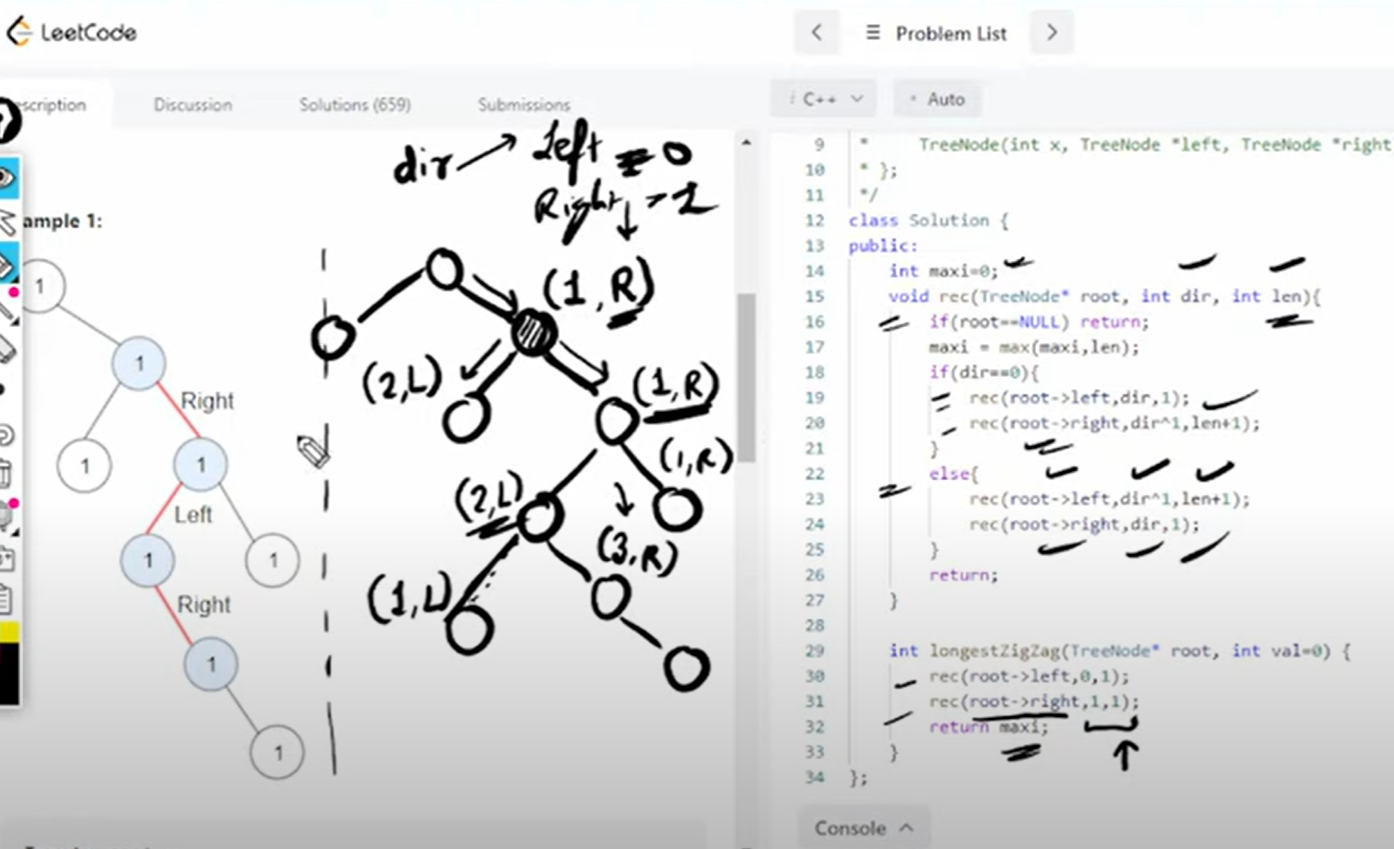 LeetCode
Problem List
escription
Discussion
Solutions (659)
Submissions
i C++
Auto
dir → Left = 0
Right → 1
ample 1:
1
1
Right
1
1
Left
1
1
Right
1
1
(1, R)
(2, L)
(1, R)
(1, R)
(2, L)
(3, R)
(1, L)
9 * TreeNode(int x, TreeNode *left, TreeNode *right
10 * };
11 */
12 class Solution {
13 public:
14 int maxi=0;
15 void rec(TreeNode* root, int dir, int len){
16 if(root==NULL) return;
17 maxi = max(maxi,len);
18 if(dir==0){
19 rec(root->left,dir,1);
20 rec(root->right,dir^1,len+1);
21 }
22 else{
23 rec(root->left,dir^1,len+1);
24 rec(root->right,dir,1);
25 }
26 return;
27 }
28
29 int longestZigZag(TreeNode* root, int val=0) {
30 rec(root->left,0,1);
31 rec(root->right,1,1);
32 return maxi;
33 }
34 };
Console